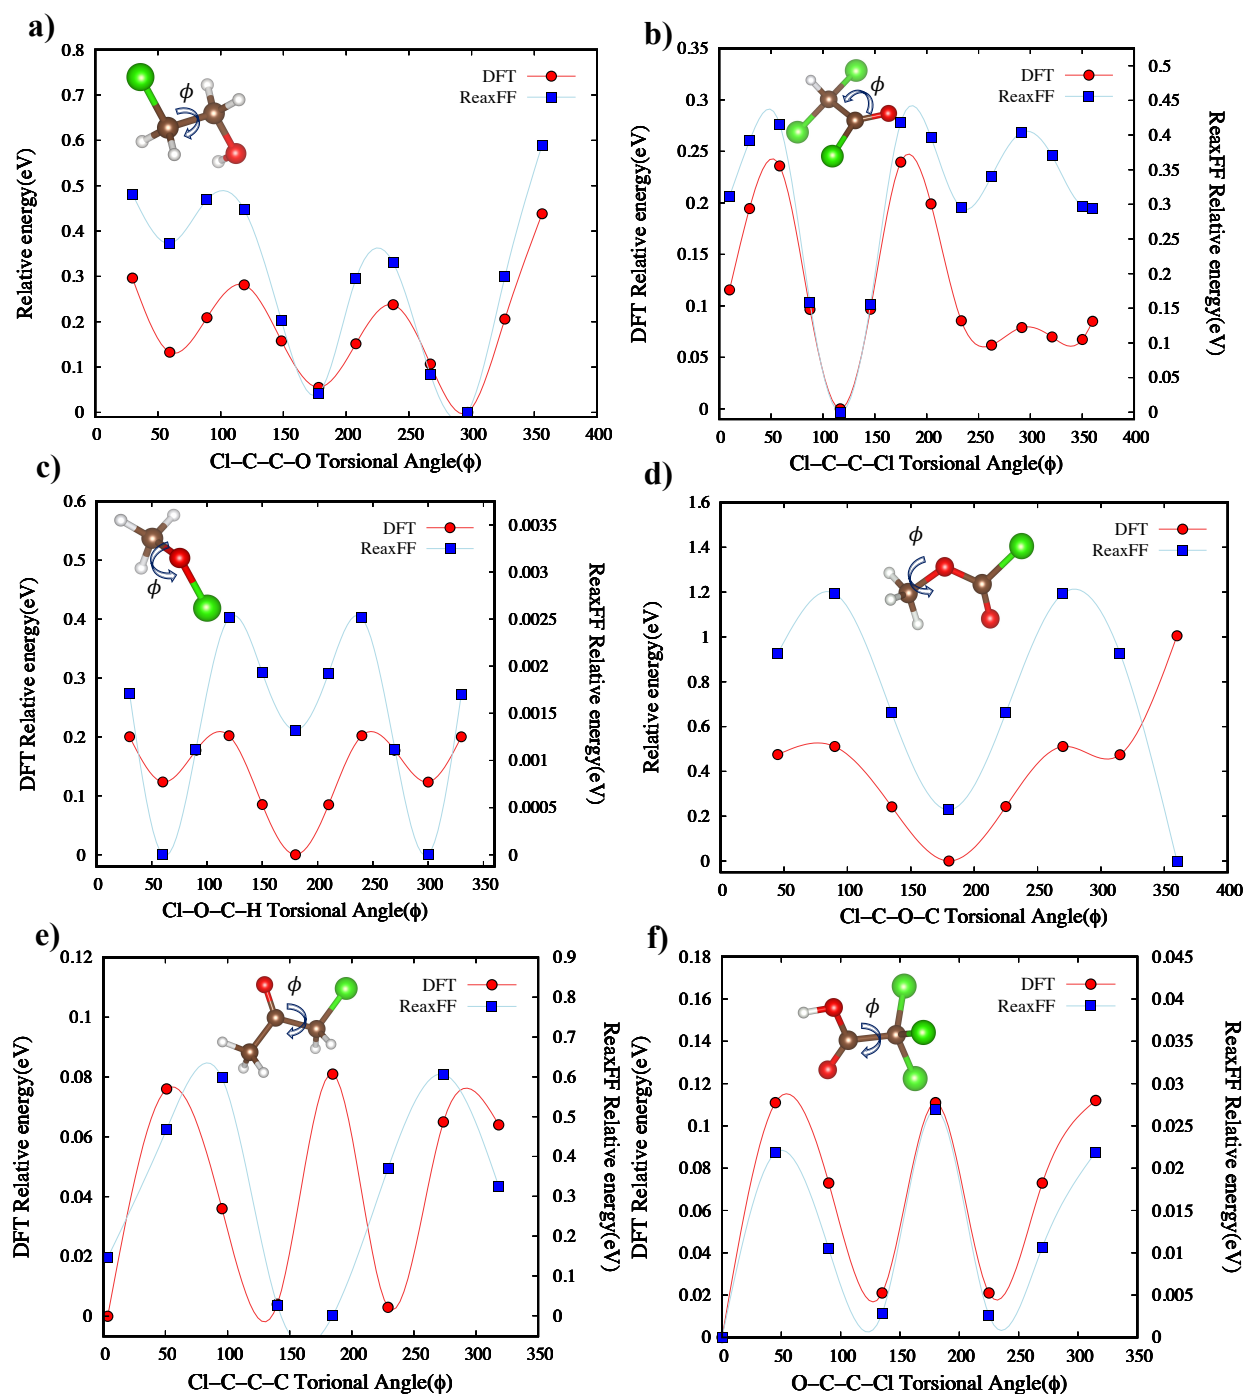 a)
0.8
0.7
0.6
0.5
0.4
0.3
0.2
0.1
0
Relative energy(eV)
DFT
ReaxFF
ϕ
0 50 100 150 200 250 300 350 400
Cl–C–C–O Torsional Angle(ϕ)
b)
0.35
0.3
0.25
0.2
0.15
0.1
0.05
0
DFT Relative energy(eV)
DFT
ReaxFF
ϕ
0.5
0.45
0.4
0.35
0.3
0.25
0.2
0.15
0.1
0.05
0
ReaxFF Relative energy(eV)
0 50 100 150 200 250 300 350 400
Cl–C–C–Cl Torsional Angle(ϕ)
c)
0.6
0.5
0.4
0.3
0.2
0.1
0
DFT Relative energy(eV)
DFT
ReaxFF
ϕ
0.0035
0.003
0.0025
0.002
0.0015
0.001
0.0005
0
ReaxFF Relative energy(eV)
0 50 100 150 200 250 300 350
Cl–O–C–H Torsional Angle(ϕ)
d)
1.6
1.4
1.2
1
0.8
0.6
0.4
0.2
0
Relative energy(eV)
DFT
ReaxFF
ϕ
0 50 100 150 200 250 300 350 400
Cl–C–O–C Torsional Angle(ϕ)
e)
0.12
0.1
0.08
0.06
0.04
0.02
0
DFT Relative energy(eV)
DFT
ReaxFF
ϕ
0.9
0.8
0.7
0.6
0.5
0.4
0.3
0.2
0.1
0
ReaxFF Relative energy(eV)
0 50 100 150 200 250 300 350
Cl–C–C–C Torional Angle(ϕ)
f)
0.18
0.16
0.14
0.12
0.1
0.08
0.06
0.04
0.02
0
DFT Relative energy(eV)
DFT
ReaxFF
ϕ
0.045
0.04
0.035
0.03
0.025
0.02
0.015
0.01
0.005
0
ReaxFF Relative energy(eV)
0 50 100 150 200 250 300 350
O–C–C–Cl Torsional Angle(ϕ)